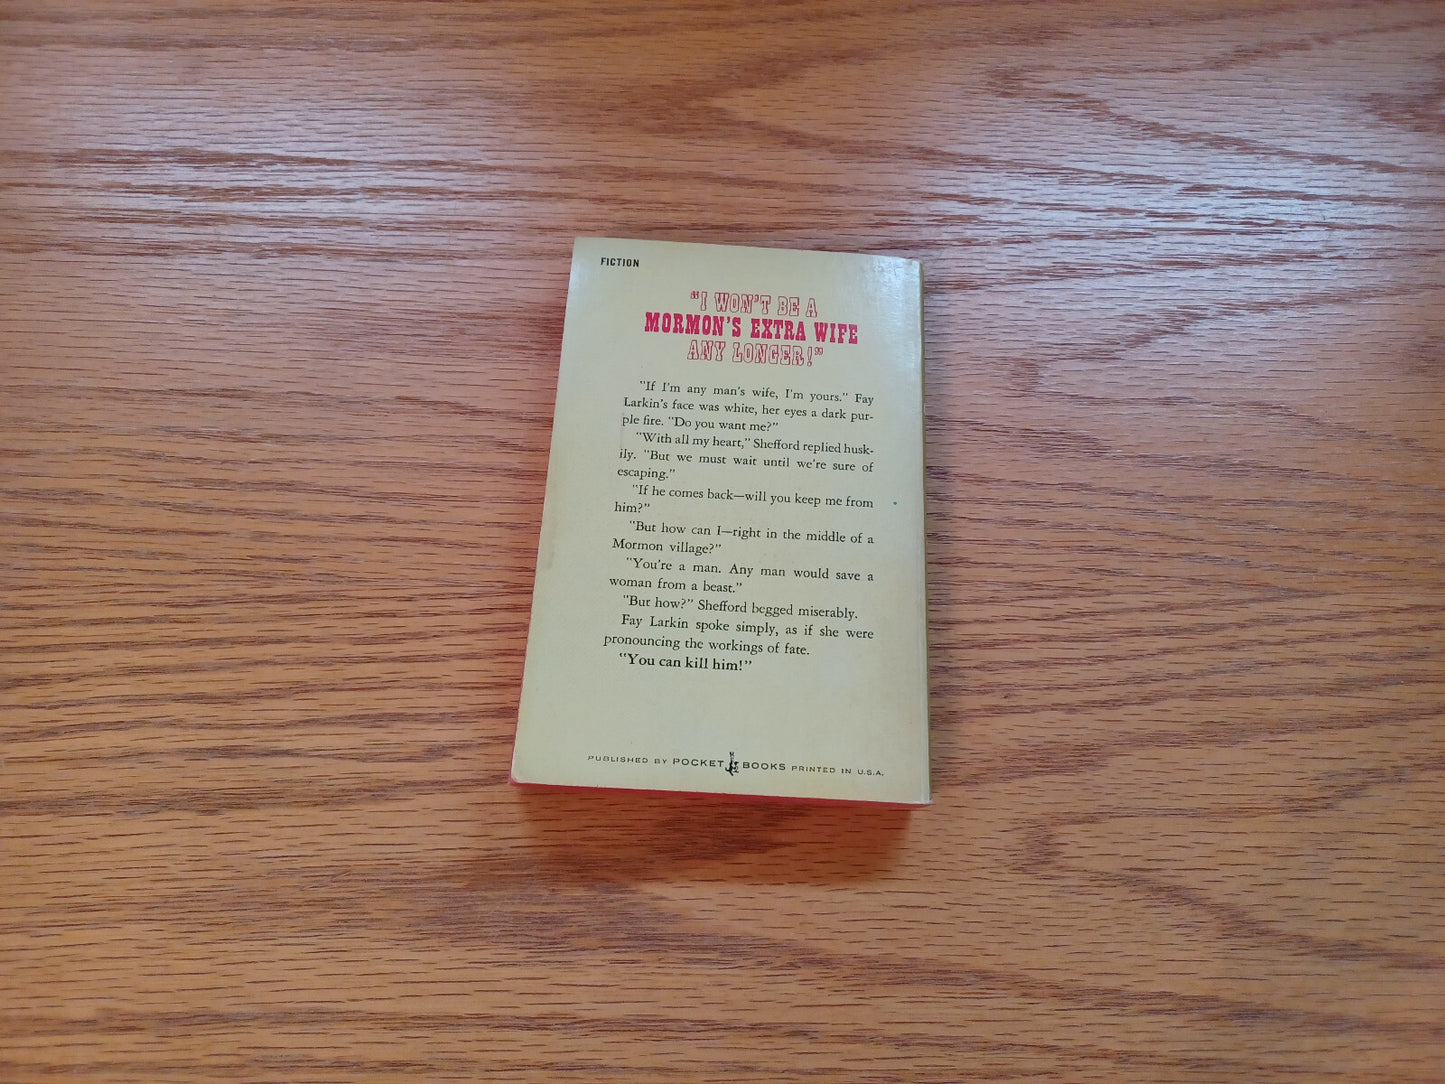 FICTION
"I WON'T BE A
MORMON'S EXTRA WIFE
ANY LONGER!"
"If I'm any man's wife, I'm yours." Fay
Larkin's face was white, her eyes a dark pur-
ple fire. "Do you want me?"
"With all my heart," Shefford replied husk-
ily. "But we must wait until we're sure of
escaping."
"If he comes back—will you keep me from
him?"
"But how can I—right in the middle of a
Mormon village?"
"You're a man. Any man would save a
woman from a beast."
"But how?" Shefford begged miserably.
Fay Larkin spoke simply, as if she were
pronouncing the workings of fate.
"You can kill him!"
PUBLISHED BY POCKET BOOKS PRINTED IN U.S.A.